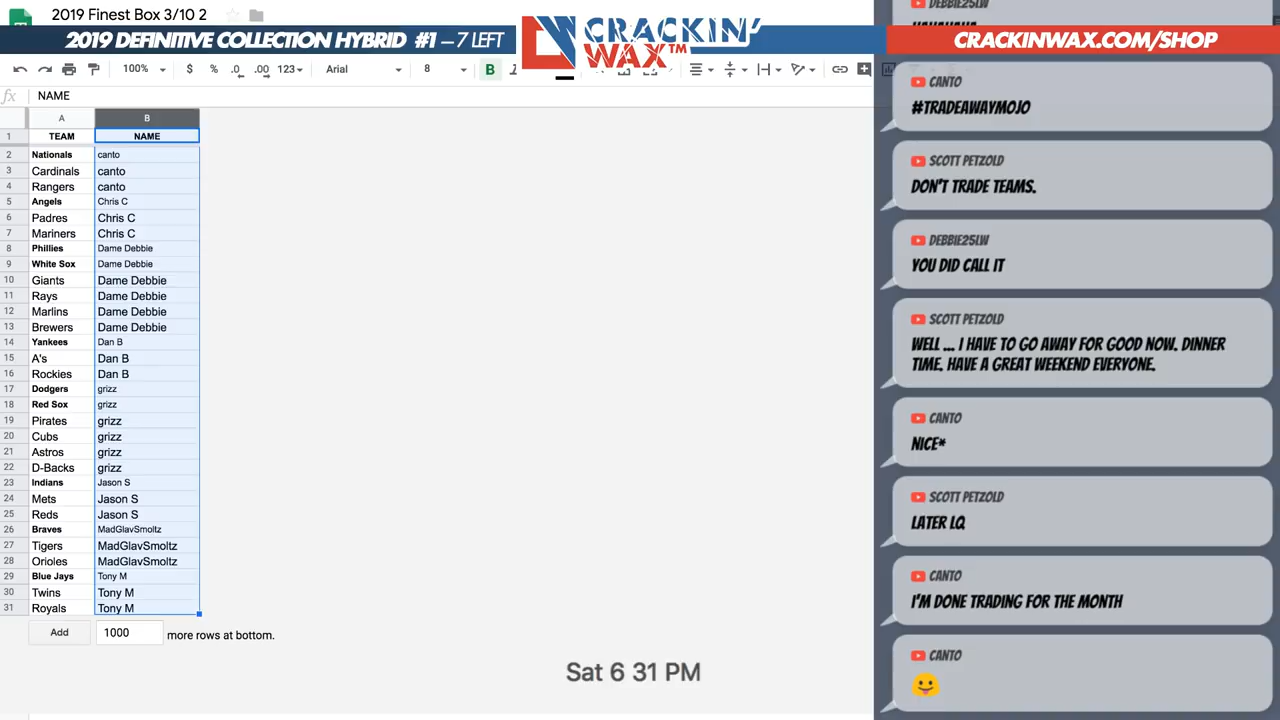 2019 Finest Box 3/10 2
2019 DEFINITIVE COLLECTION HYBRID #1 – 7 LEFT
CRACKIN'
WAX™
CRACKINWAX.COM/SHOP
100% $ % .0 .00 123 Arial 8 B
fx NAME
A B
1 TEAM NAME
2 Nationals canto
3 Cardinals canto
4 Rangers canto
5 Angels Chris C
6 Padres Chris C
7 Mariners Chris C
8 Phillies Dame Debbie
9 White Sox Dame Debbie
10 Giants Dame Debbie
11 Rays Dame Debbie
12 Marlins Dame Debbie
13 Brewers Dame Debbie
14 Yankees Dan B
15 A's Dan B
16 Rockies Dan B
17 Dodgers grizz
18 Red Sox grizz
19 Pirates grizz
20 Cubs grizz
21 Astros grizz
22 D-Backs grizz
23 Indians Jason S
24 Mets Jason S
25 Reds Jason S
26 Braves MadGlavSmoltz
27 Tigers MadGlavSmoltz
28 Orioles MadGlavSmoltz
29 Blue Jays Tony M
30 Twins Tony M
31 Royals Tony M
Add 1000 more rows at bottom.
Sat 6 31 PM
DEBBIE25LW
CANTO
#TRADEAWAYMOJO
SCOTT PETZOLD
DON'T TRADE TEAMS.
DEBBIE25LW
YOU DID CALL IT
SCOTT PETZOLD
WELL ... I HAVE TO GO AWAY FOR GOOD NOW. DINNER
TIME. HAVE A GREAT WEEKEND EVERYONE.
CANTO
NICE*
SCOTT PETZOLD
LATER LQ
CANTO
I'M DONE TRADING FOR THE MONTH
CANTO